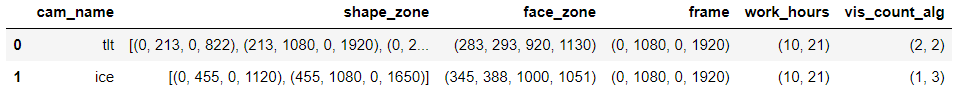 cam_name shape_zone face_zone frame work_hours vis_count_alg
0 tlt [(0, 213, 0, 822), (213, 1080, 0, 1920), (0, 2... (283, 293, 920, 1130) (0, 1080, 0, 1920) (10, 21) (2, 2)
1 ice [(0, 455, 0, 1120), (455, 1080, 0, 1650)] (345, 388, 1000, 1051) (0, 1080, 0, 1920) (10, 21) (1, 3)